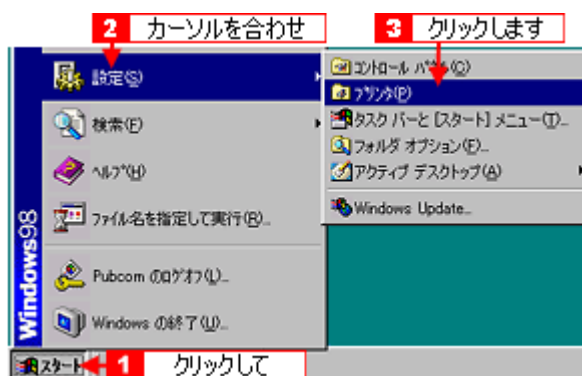 2 カーソルを合わせ
3 クリックします
設定(S)
検索(F)
ヘルプ(H)
ファイル名を指定して実行(R)...
Pubcom のログオフ(L)...
Windows の終了(U)...
Windows98
コントロール パネル(C)
プリンタ(P)
タスク バーと [スタート] メニュー(T)...
フォルダ オプション(F)...
アクティブ デスクトップ(A)
Windows Update...
スタート
1 クリックして